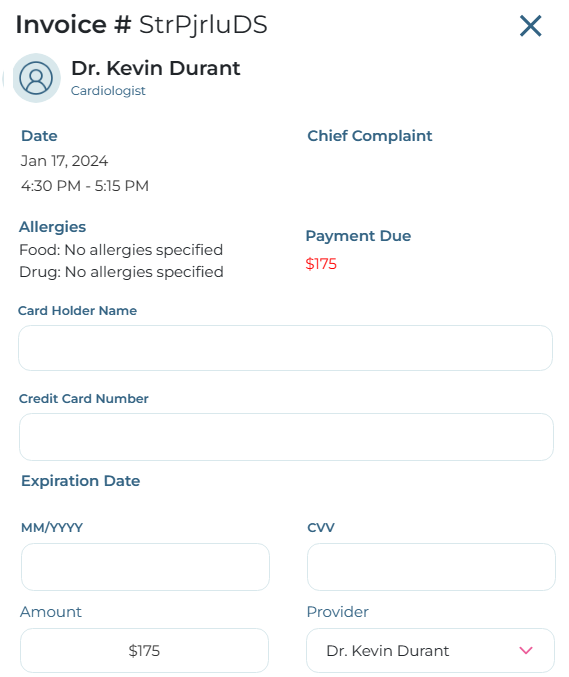 Invoice # StrPjrluDS
Dr. Kevin Durant
Cardiologist
Date
Chief Complaint
Jan 17, 2024
4:30 PM - 5:15 PM
Allergies
Food: No allergies specified
Drug: No allergies specified
Payment Due
$175
Card Holder Name
Credit Card Number
Expiration Date
MM/YYYY
CVV
Amount
Provider
$175
Dr. Kevin Durant